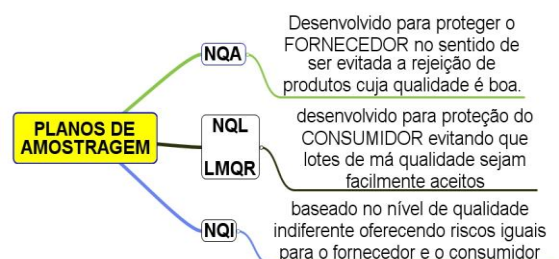 PLANOS DE
AMOSTRAGEM
NQA
Desenvolvido para proteger o
FORNECEDOR no sentido de
ser evitada a rejeição de
produtos cuja qualidade é boa.
NQL
LMQR
desenvolvido para proteção do
CONSUMIDOR evitando que
lotes de má qualidade sejam
facilmente aceitos
NQI
baseado no nível de qualidade
indiferente oferecendo riscos iguais
para o fornecedor e o consumidor